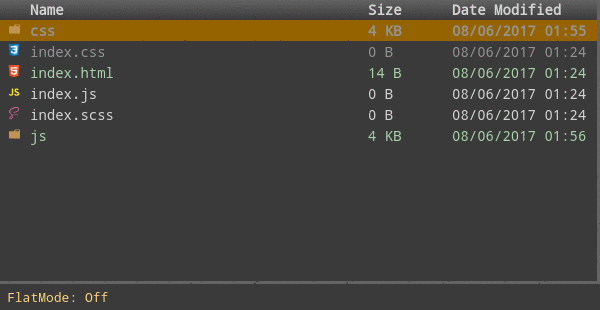 Name Size Date Modified
css 4 KB 08/06/2017 01:55
index.css 0 B 08/06/2017 01:24
index.html 14 B 08/06/2017 01:24
JS index.js 0 B 08/06/2017 01:24
index.scss 0 B 08/06/2017 01:24
js 4 KB 08/06/2017 01:56
FlatMode: Off